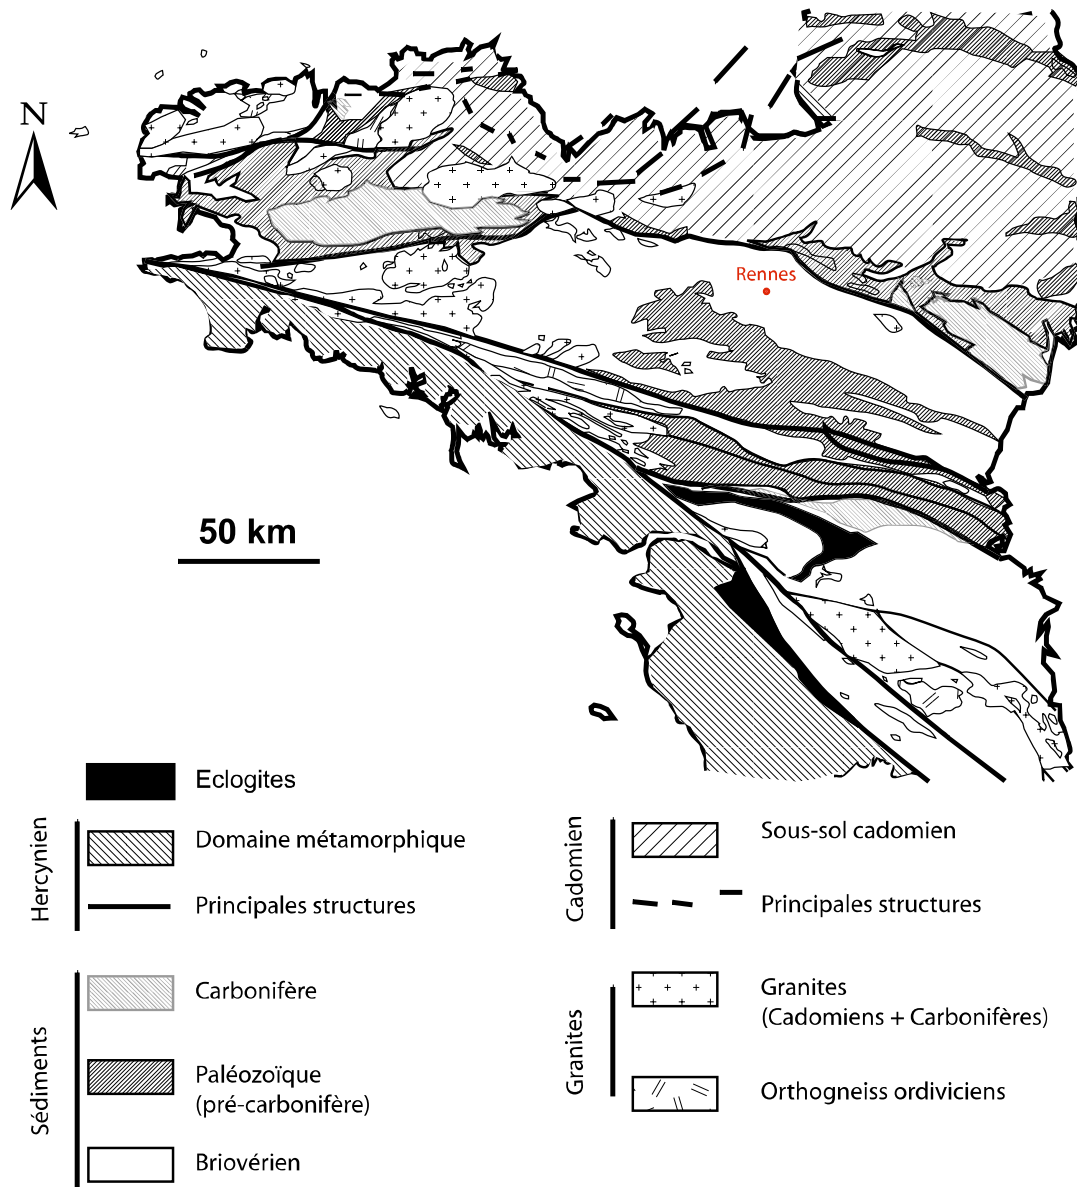 N
Rennes
50 km
Eclogites
Hercynien
Domaine métamorphique
Principales structures
Sédiments
Carbonifère
Paléozoïque
(pré-carbonifère)
Briovérien
Cadomien
Sous-sol cadomien
Principales structures
Granites
Granites
(Cadomiens + Carbonifères)
Orthogneiss ordiviciens